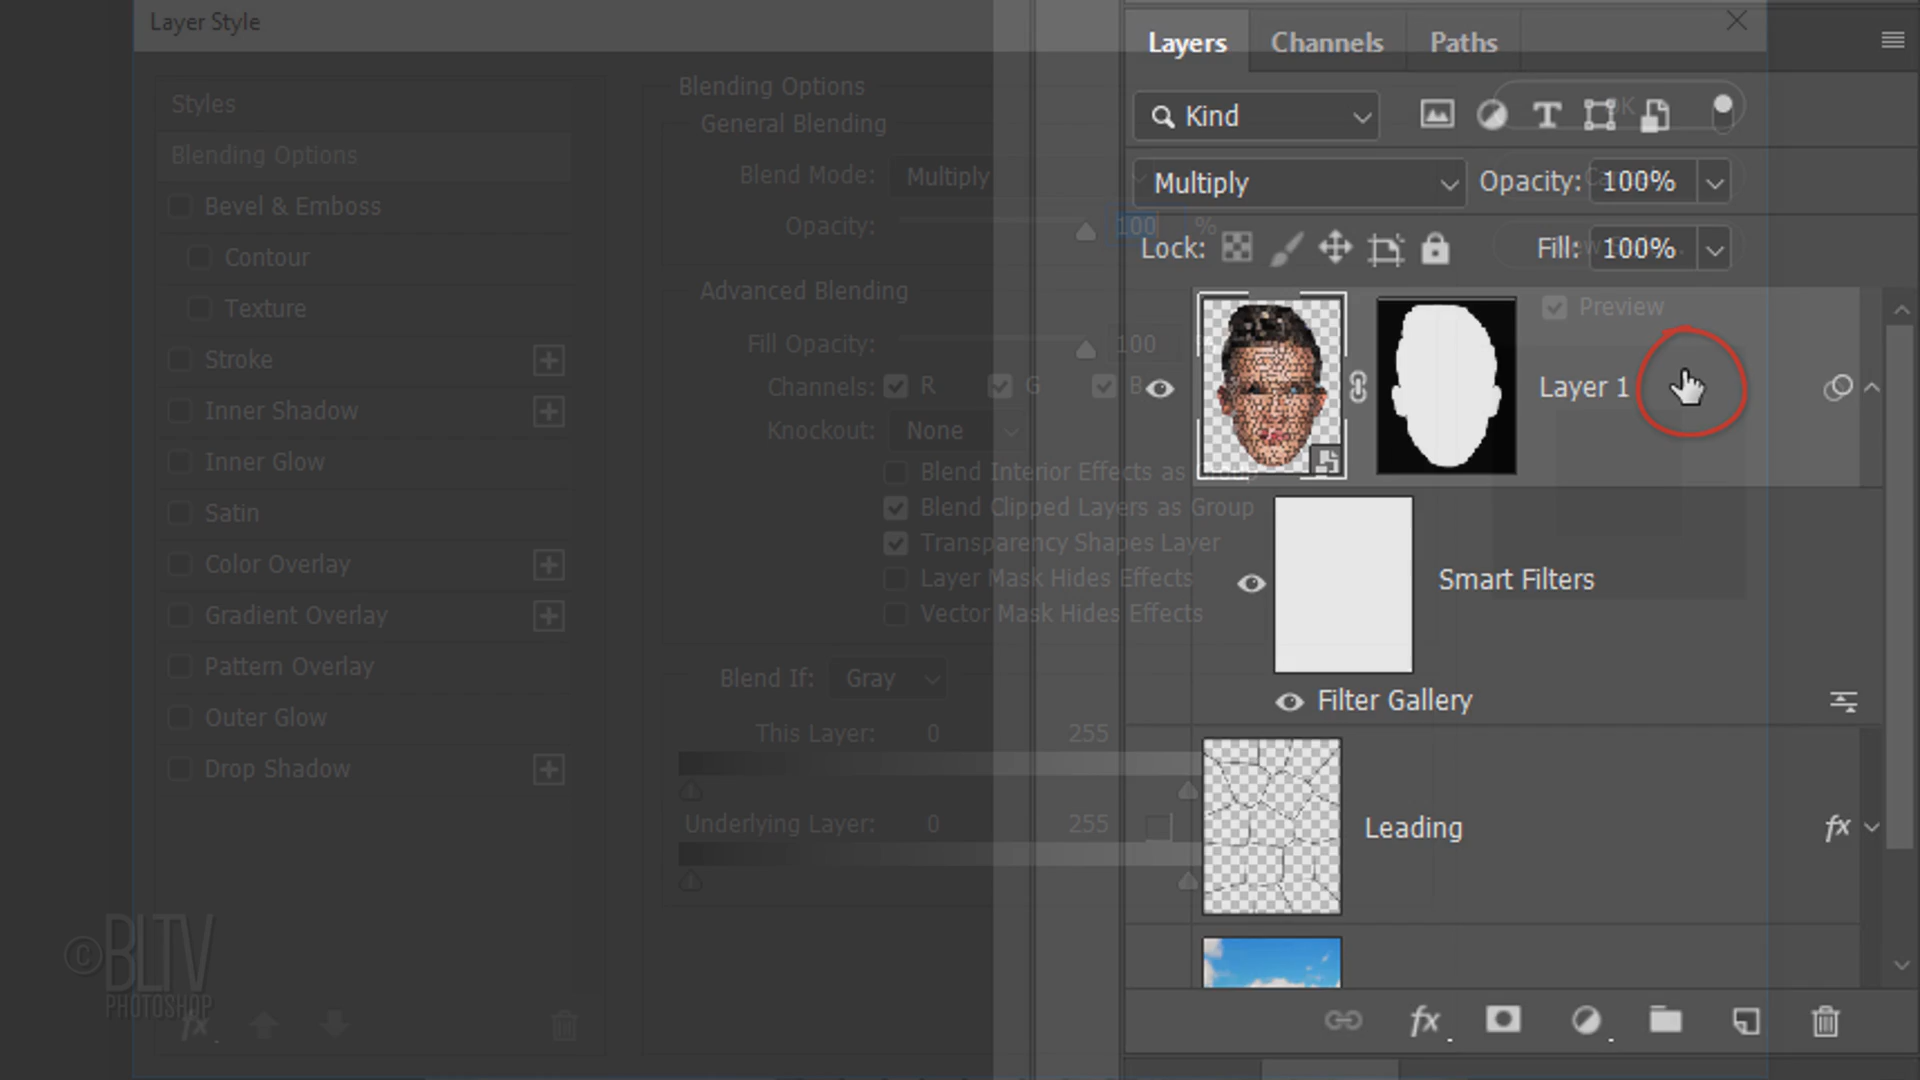 Layer Style
Styles
Blending Options
Bevel & Emboss
Contour
Texture
Stroke
Inner Shadow
Inner Glow
Satin
Color Overlay
Gradient Overlay
Pattern Overlay
Outer Glow
Drop Shadow
fx
©BLTV
PHOTOSHOP
Blending Options
General Blending
Blend Mode: Multiply
Opacity: 100 %
Advanced Blending
Fill Opacity: 100
Channels: R G B
Knockout: None
Blend Interior Effects as Group
Blend Clipped Layers as Group
Transparency Shapes Layer
Layer Mask Hides Effects
Vector Mask Hides Effects
Blend If: Gray
This Layer: 0 255
Underlying Layer: 0 255
Preview
Layers Channels Paths
Kind
Multiply Opacity: 100%
Lock: Fill: 100%
Layer 1
Smart Filters
Filter Gallery
Leading fx
fx